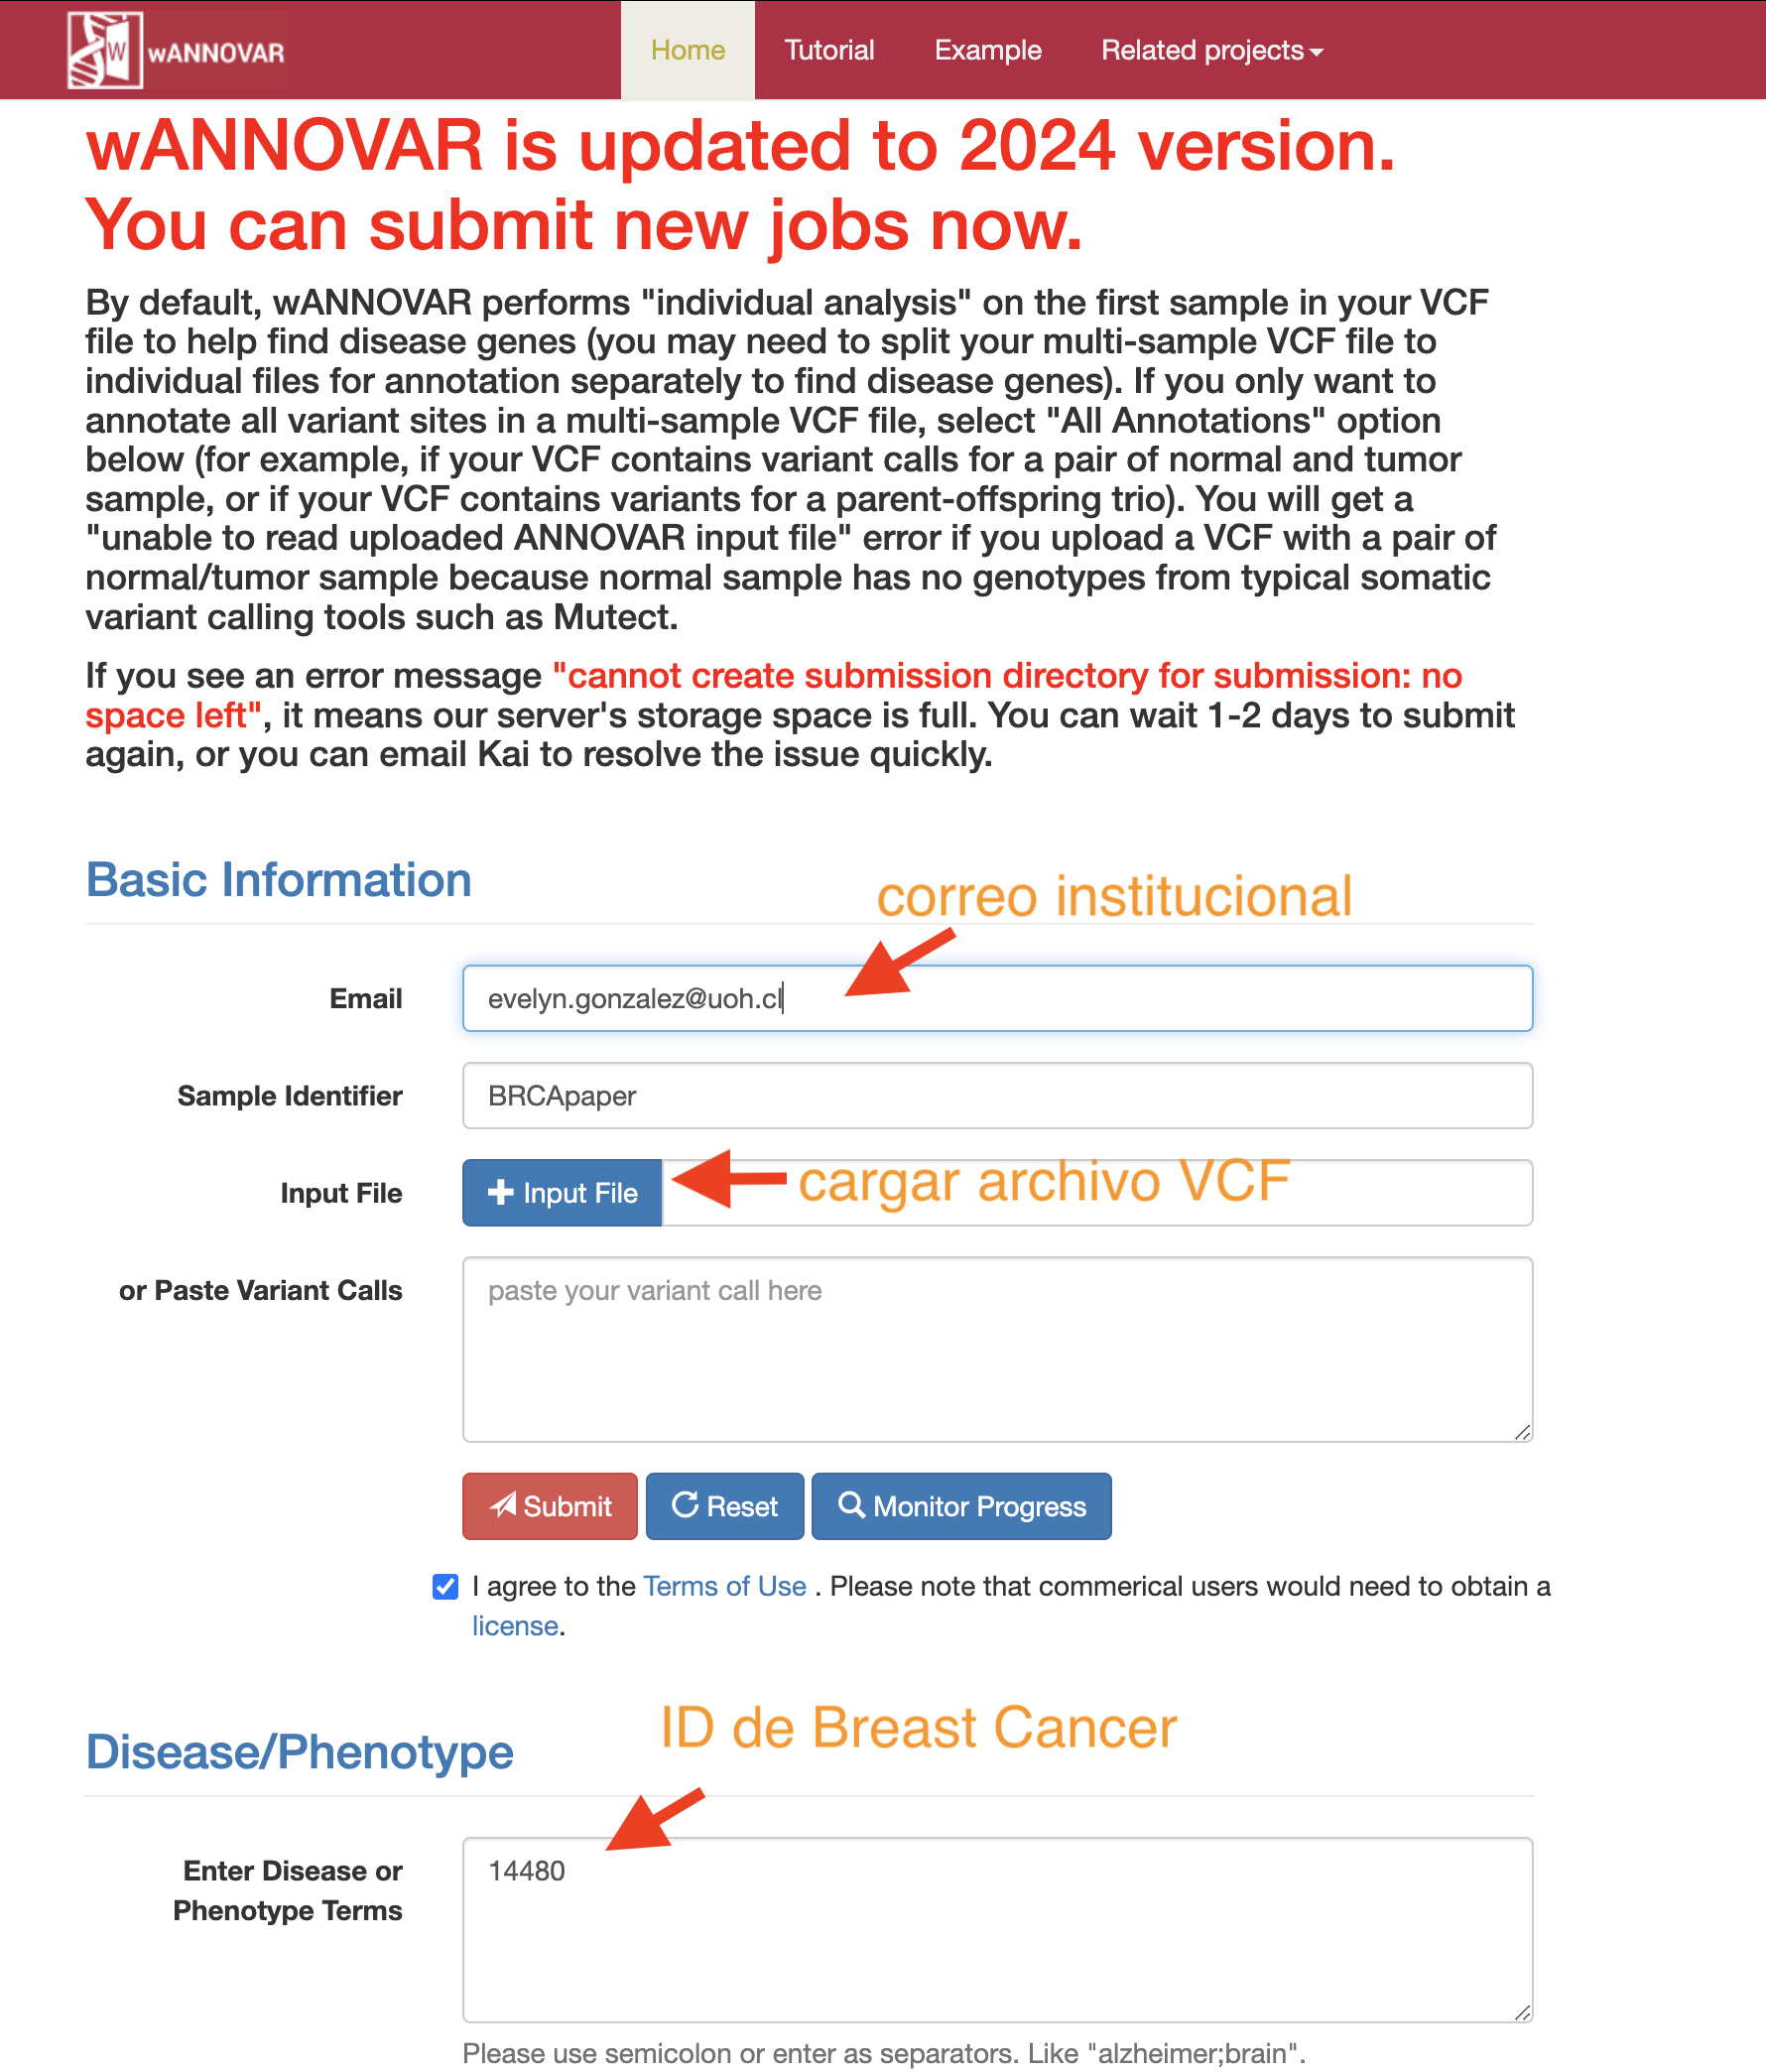 W wANNOVAR Home Tutorial Example Related projects
wANNOVAR is updated to 2024 version.
You can submit new jobs now.
By default, wANNOVAR performs "individual analysis" on the first sample in your VCF
file to help find disease genes (you may need to split your multi-sample VCF file to
individual files for annotation separately to find disease genes). If you only want to
annotate all variant sites in a multi-sample VCF file, select "All Annotations" option
below (for example, if your VCF contains variant calls for a pair of normal and tumor
sample, or if your VCF contains variants for a parent-offspring trio). You will get a
"unable to read uploaded ANNOVAR input file" error if you upload a VCF with a pair of
normal/tumor sample because normal sample has no genotypes from typical somatic
variant calling tools such as Mutect.
If you see an error message "cannot create submission directory for submission: no
space left", it means our server's storage space is full. You can wait 1-2 days to submit
again, or you can email Kai to resolve the issue quickly.
Basic Information
correo institucional
Email evelyn.gonzalez@uoh.cl
Sample Identifier BRCApaper
Input File Input File cargar archivo VCF
or Paste Variant Calls paste your variant call here
Submit Reset Monitor Progress
I agree to the Terms of Use . Please note that commerical users would need to obtain a
license.
ID de Breast Cancer
Disease/Phenotype
Enter Disease or 14480
Phenotype Terms
Please use semicolon or enter as separators. Like "alzheimer;brain".